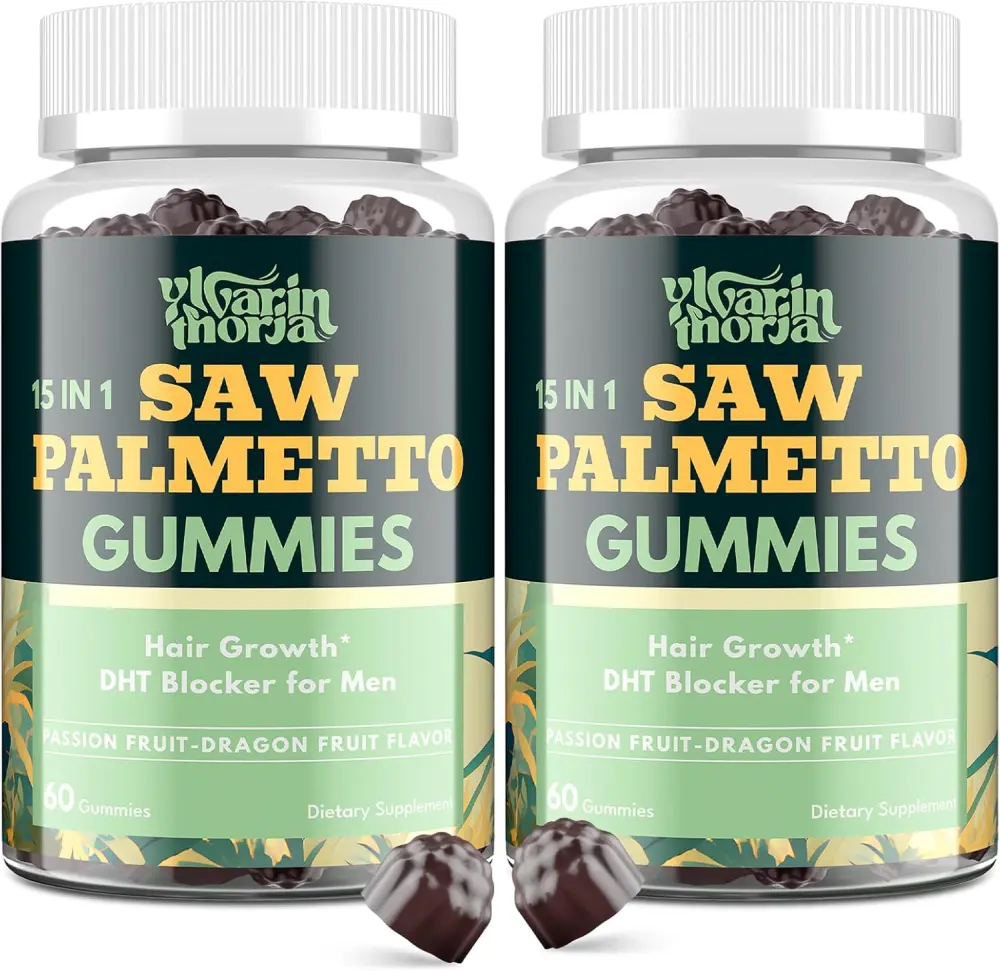 ylvarin
thorja
15 IN 1 SAW
PALMETTO
GUMMIES
Hair Growth*
DHT Blocker for Men
PASSION FRUIT-DRAGON FRUIT FLAVOR
60 Gummies
Dietary Supplement
ylvarin
thorja
15 IN 1 SAW
PALMETTO
GUMMIES
Hair Growth*
DHT Blocker for Men
PASSION FRUIT-DRAGON FRUIT FLAVOR
60 Gummies
Dietary Supplement